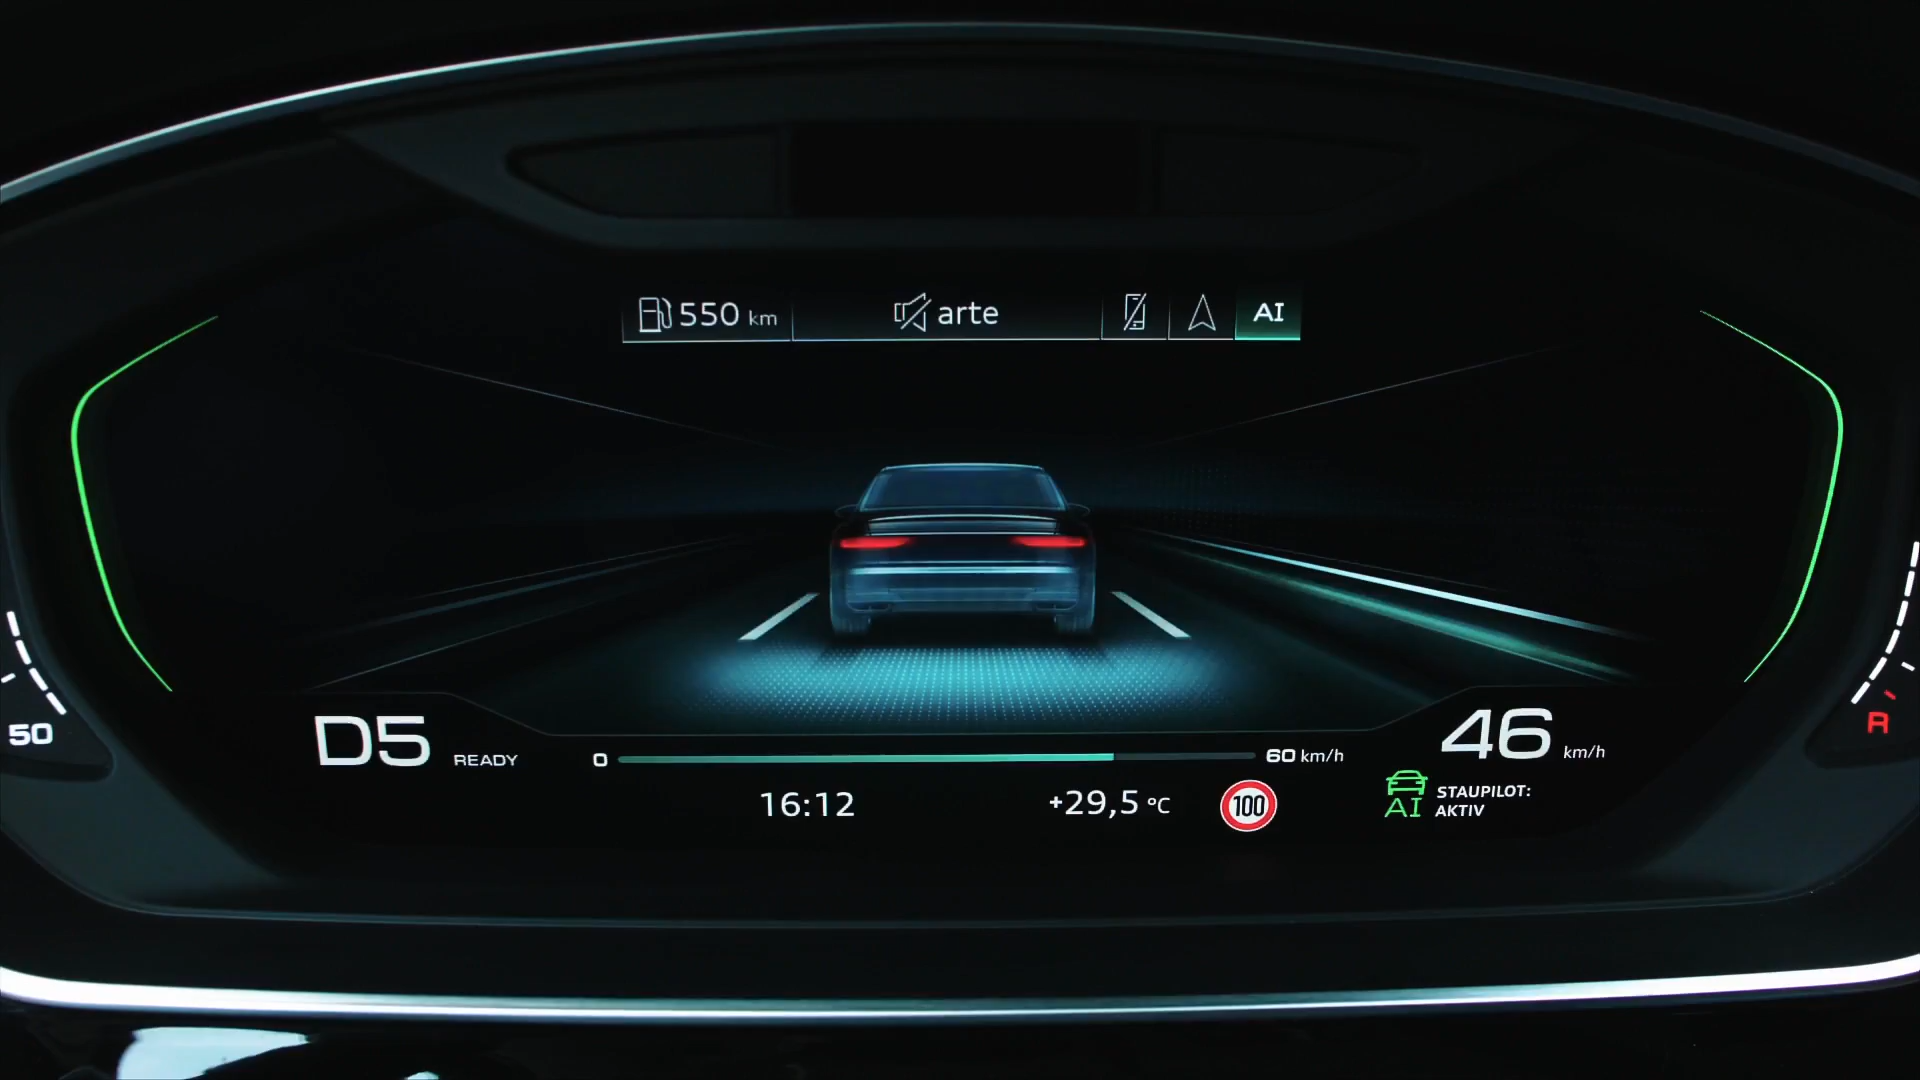 550 km
arte
AI
50
D5 READY
0
60 km/h
46 km/h
R
16:12
+29,5 °C
100
AI
STAUPILOT:
AKTIV